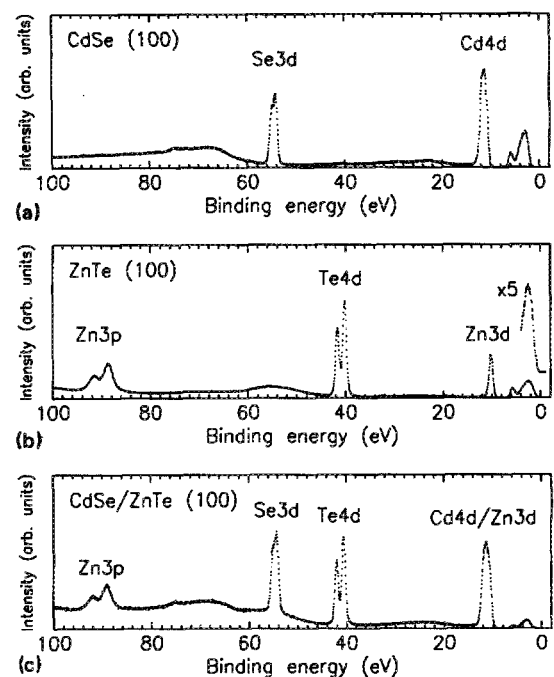 CdSe (100)
Se3d
Cd4d
Intensity (arb. units)
100 80 60 40 20 0
(a)
Binding energy (eV)
ZnTe (100)
Te4d
x5
Zn3p
Zn3d
Intensity (arb. units)
100 80 60 40 20 0
(b)
Binding energy (eV)
CdSe/ZnTe (100)
Se3d
Te4d
Cd4d/Zn3d
Zn3p
Intensity (arb. units)
100 80 60 40 20 0
(c)
Binding energy (eV)